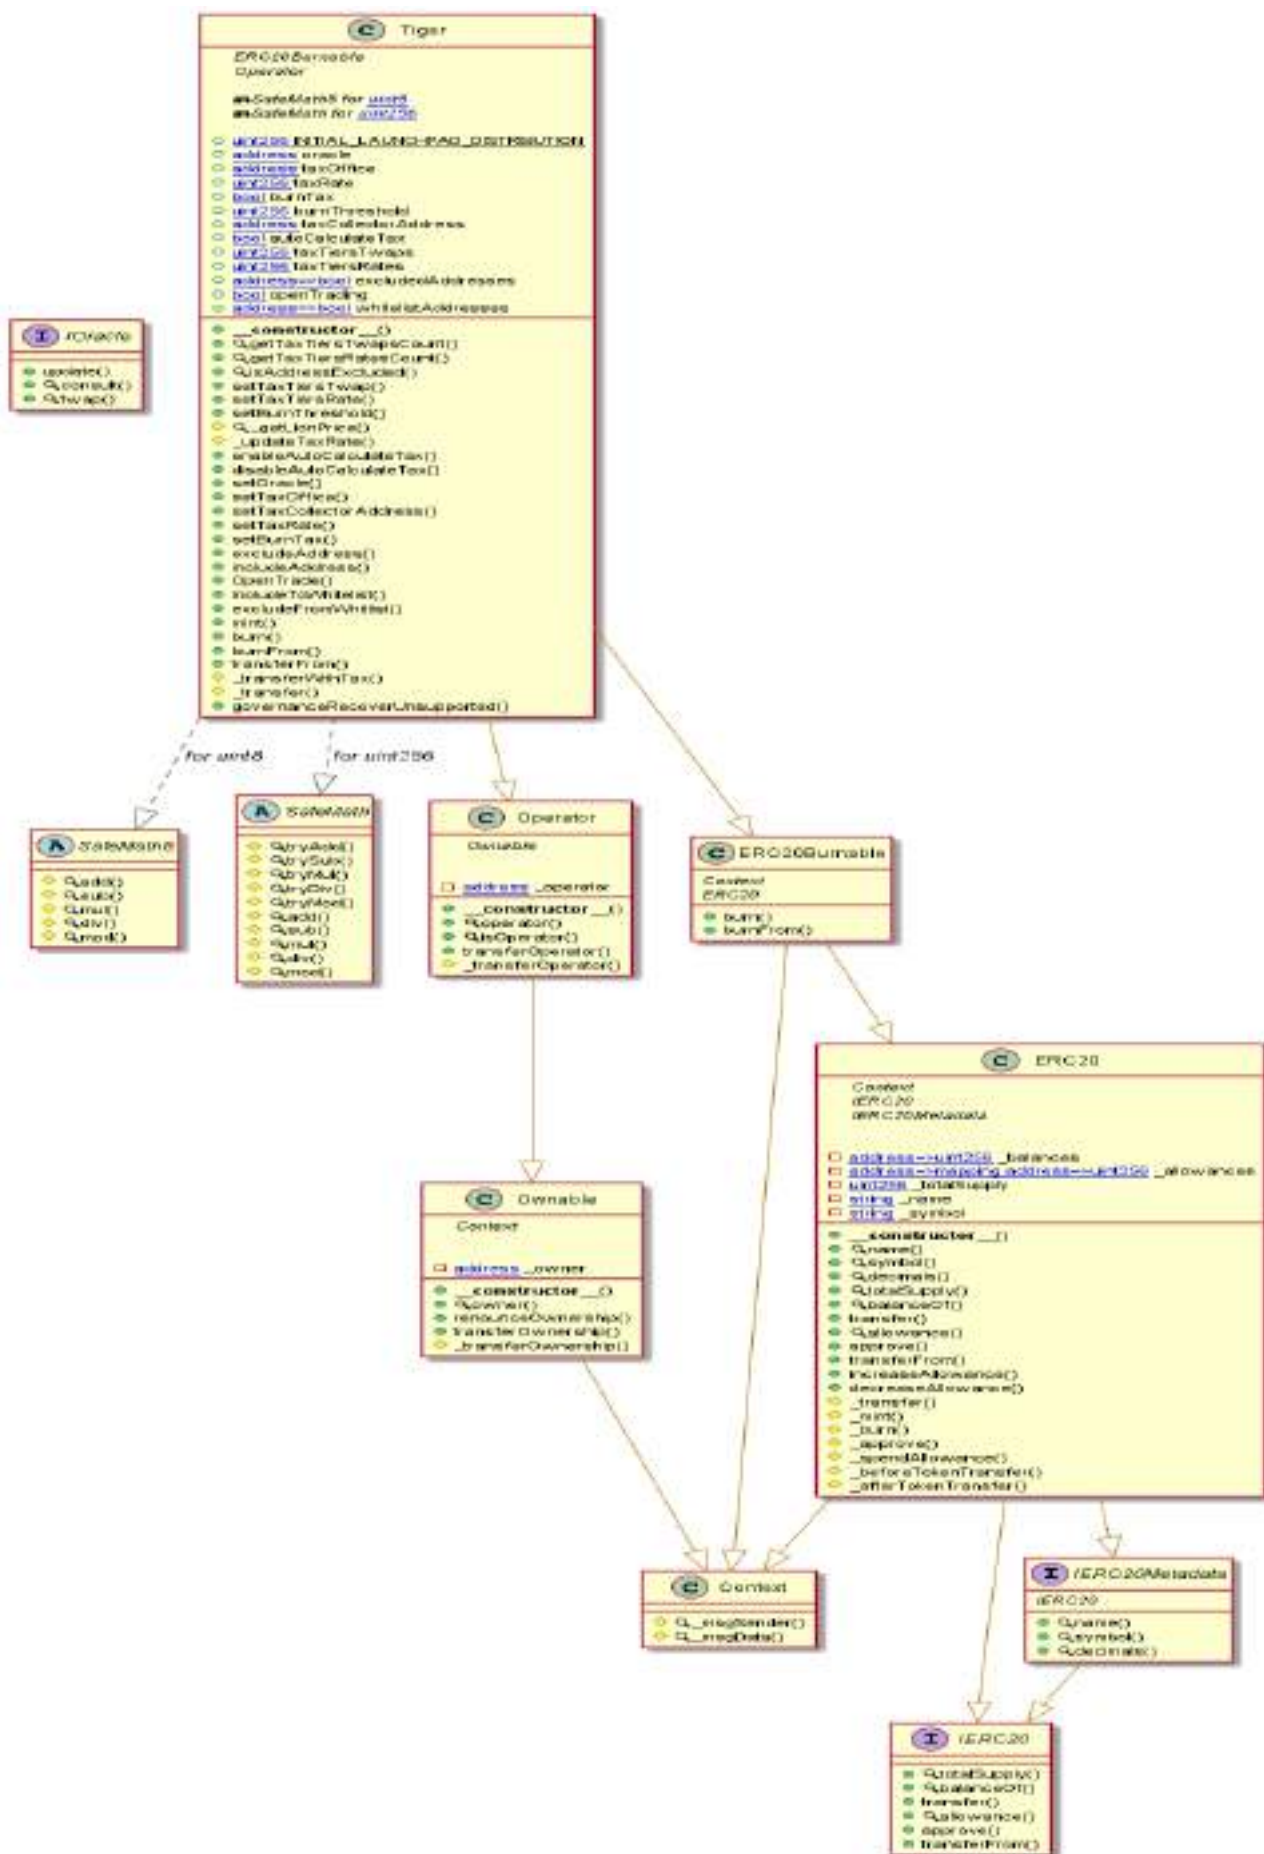 C Tiger
ERC20Burnable
Operator
SafeMath8 for uint8
SafeMath for uint256
uint256 INITIAL_LAUNCHPAD_DISTRIBUTION
address oracle
address taxOffice
uint256 taxRate
bool burnTax
uint256 burnThreshold
address taxCollectorAddress
bool autoCalculateTax
uint256 taxTiersTwaps
uint256 taxTiersRates
address=>bool excludedAddresses
bool openTrading
address=>bool whitelistAddresses
__constructor__()
getTaxTiersTwapsCount()
getTaxTiersRatesCount()
isAddressExcluded()
setTaxTiersTwap()
setTaxTiersRate()
setBurnThreshold()
_getLionPrice()
_updateTaxRate()
enableAutoCalculateTax()
disableAutoCalculateTax()
setOracle()
setTaxOffice()
setTaxCollectorAddress()
setTaxRate()
setBurnTax()
excludeAddress()
includeAddress()
OpenTrade()
includeToWhitelist()
excludeFromWhitlist()
mint()
burn()
burnFrom()
transferFrom()
_transferWithTax()
_transfer()
governanceRecoverUnsupported()
I IOracle
update()
consult()
twap()
for uint8
for uint256
A SafeMath8
add()
sub()
mul()
div()
mod()
A SafeMath
tryAdd()
trySub()
tryMul()
tryDiv()
tryMod()
add()
sub()
mul()
div()
mod()
C Operator
Ownable
address _operator
__constructor__()
operator()
isOperator()
transferOperator()
_transferOperator()
C ERC20Burnable
Context
ERC20
burn()
burnFrom()
C ERC20
Context
IERC20
IERC20Metadata
address=>uint256 _balances
address=>mapping address=>uint256 _allowances
uint256 _totalSupply
string _name
string _symbol
__constructor__()
name()
symbol()
decimals()
totalSupply()
balanceOf()
transfer()
allowance()
approve()
transferFrom()
increaseAllowance()
decreaseAllowance()
_transfer()
_mint()
_burn()
_approve()
_spendAllowance()
_beforeTokenTransfer()
_afterTokenTransfer()
C Ownable
Context
address _owner
__constructor__()
owner()
renounceOwnership()
transferOwnership()
_transferOwnership()
C Context
_msgSender()
_msgData()
I IERC20Metadata
IERC20
name()
symbol()
decimals()
I IERC20
totalSupply()
balanceOf()
transfer()
allowance()
approve()
transferFrom()